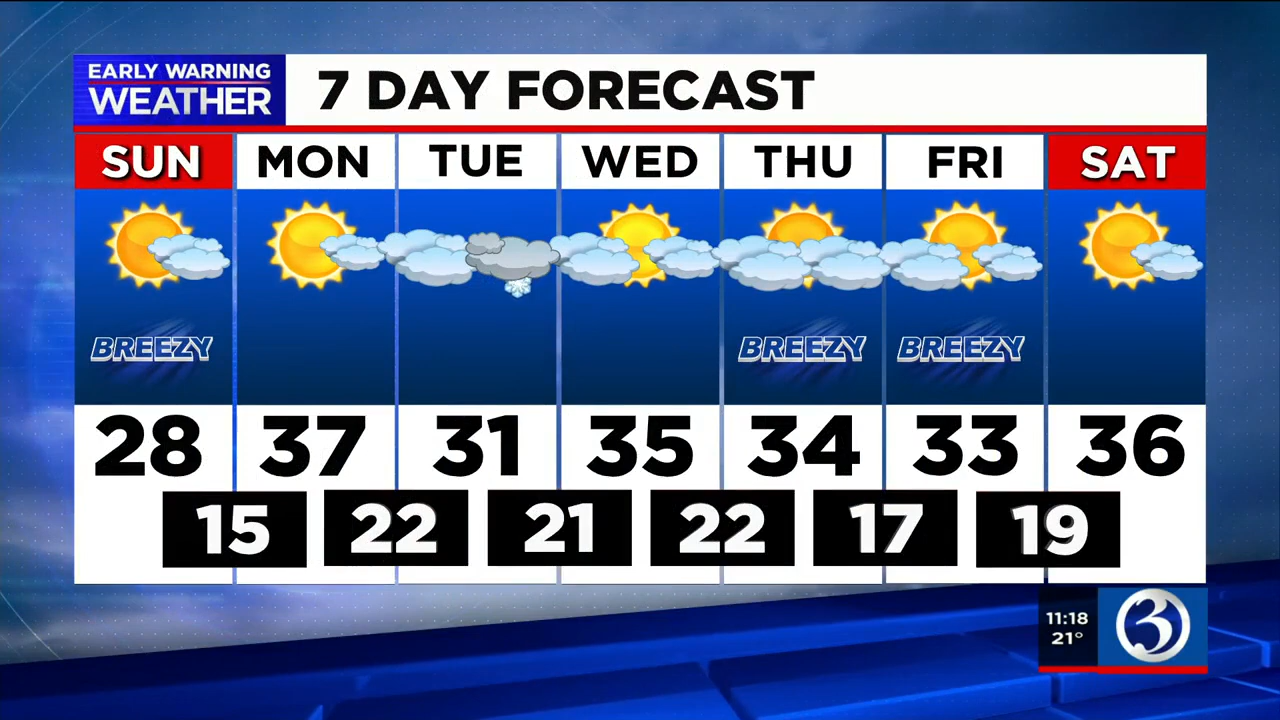 EARLY WARNING
WEATHER
7 DAY FORECAST
SUN MON TUE WED THU FRI SAT
BREEZY BREEZY BREEZY
28 37 31 35 34 33 36
15 22 21 22 17 19
11:18
21°
3